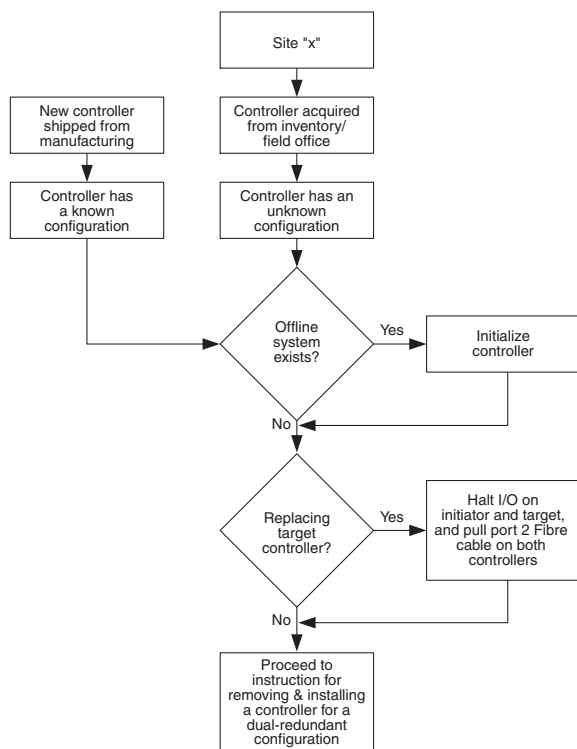 Site "x"
New controller
shipped from
manufacturing
Controller acquired
from inventory/
field office
Controller has
a known
configuration
Controller has an
unknown
configuration
Offline
system
exists?
Yes
Initialize
controller
No
Replacing
target
controller?
Yes
Halt I/O on
initiator and target,
and pull port 2 Fibre
cable on both
controllers
No
Proceed to
instruction for
removing & installing
a controller for a
dual-redundant
configuration